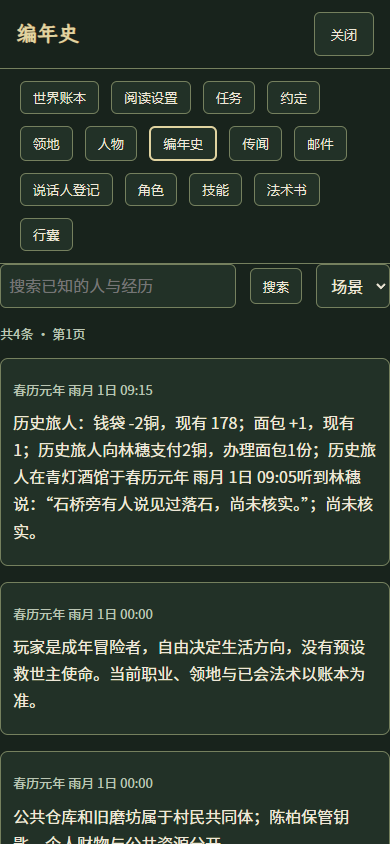 编年史
关闭
世界账本 阅读设置 任务 约定
领地 人物 编年史 传闻 邮件
说话人登记 角色 技能 法术书
行囊
搜索已知的人与经历 搜索 场景
共4条 · 第1页
春历元年 雨月 1日 09:15
历史旅人：钱袋 -2铜，现有 178；面包 +1，现有
1；历史旅人向林穗支付2铜，办理面包1份；历史旅
人在青灯酒馆于春历元年 雨月 1日 09:05听到林穗
说：“石桥旁有人说见过落石，尚未核实。”；尚未核
实。
春历元年 雨月 1日 00:00
玩家是成年冒险者，自由决定生活方向，没有预设
救世主使命。当前职业、领地与已会法术以账本为
准。
春历元年 雨月 1日 00:00
公共仓库和旧磨坊属于村民共同体；陈柏保管钥
匙，个人财物与公共资源分开